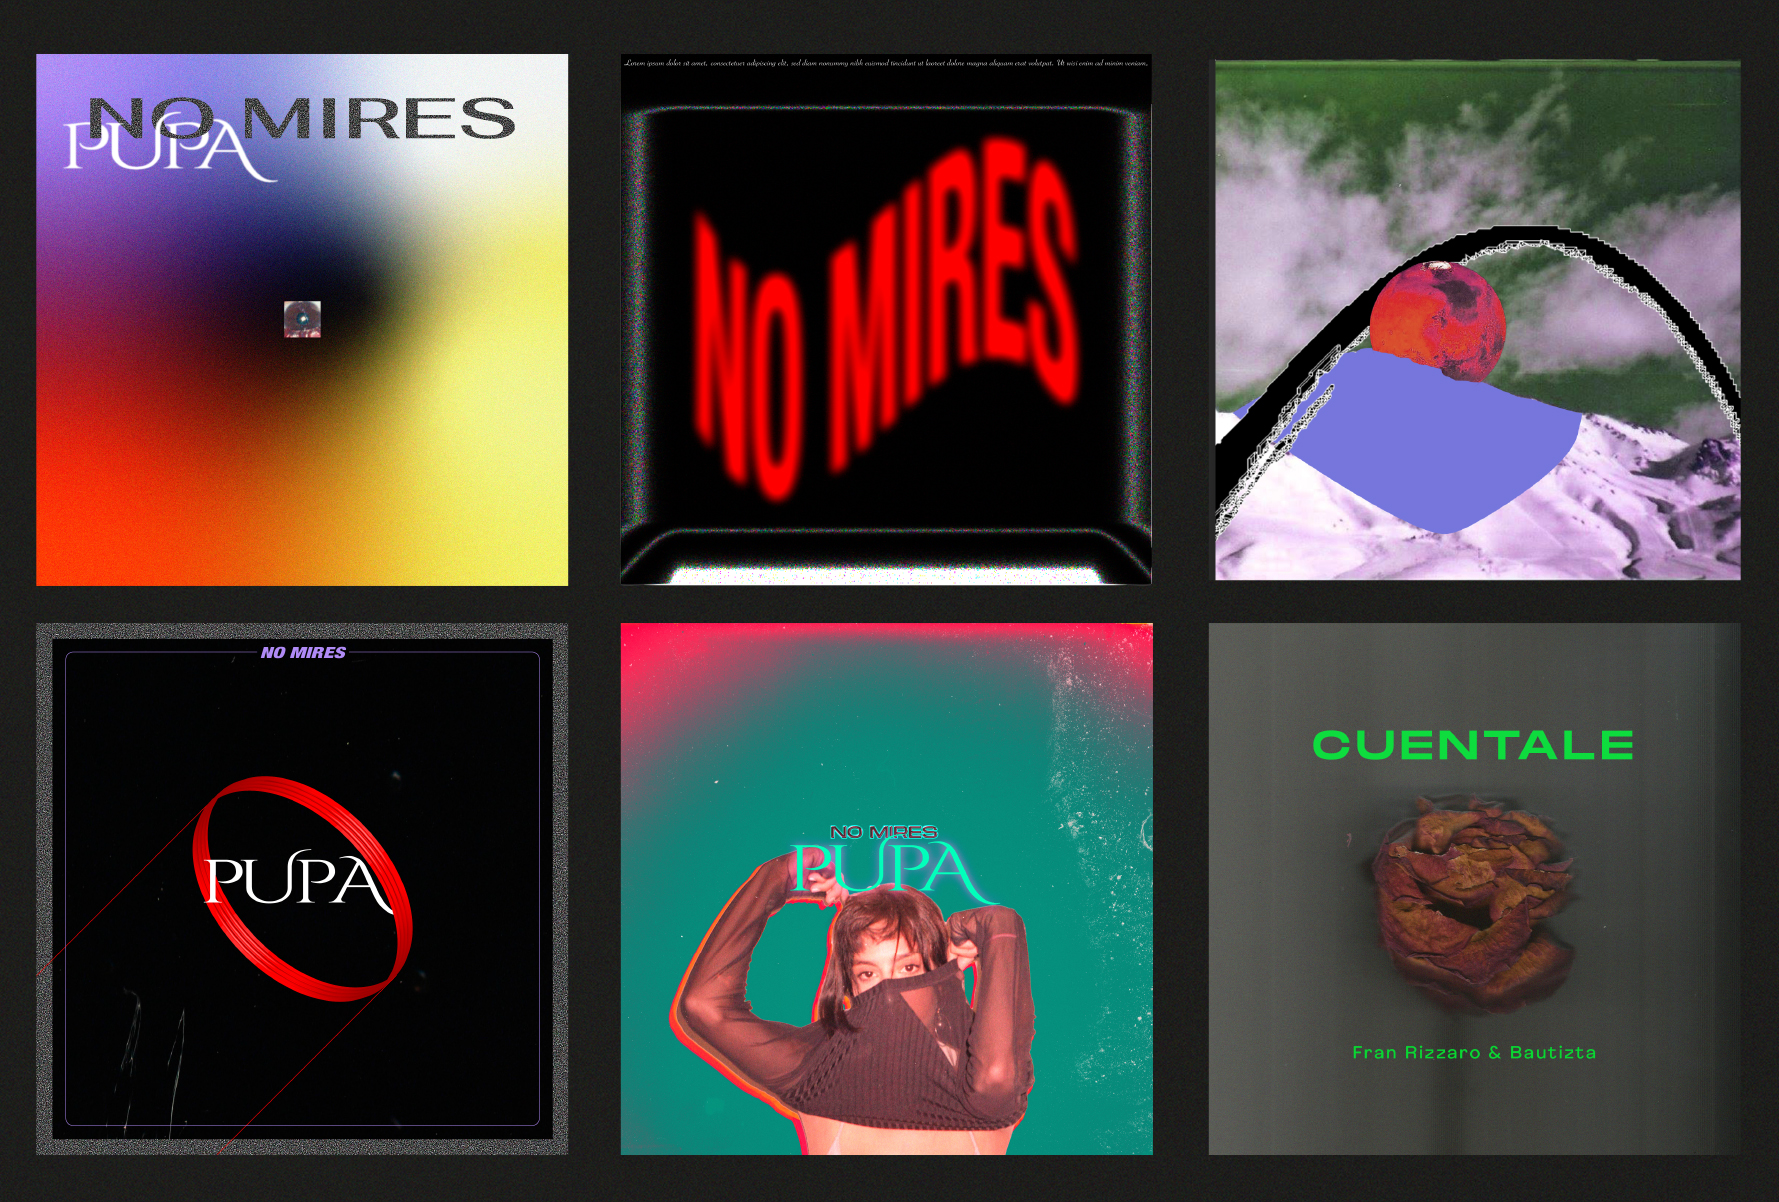 NO MIRES
PUPA
Lorem ipsum dolor sit amet, consectetuer adipiscing elit, sed diam nonummy nibh euismod tincidunt ut laoreet dolore magna aliquam erat volutpat. Ut wisi enim ad minim veniam,
NO MIRES
NO MIRES
PUPA
NO MIRES
PUPA
CUENTALE
Fran Rizzaro & Bautizta